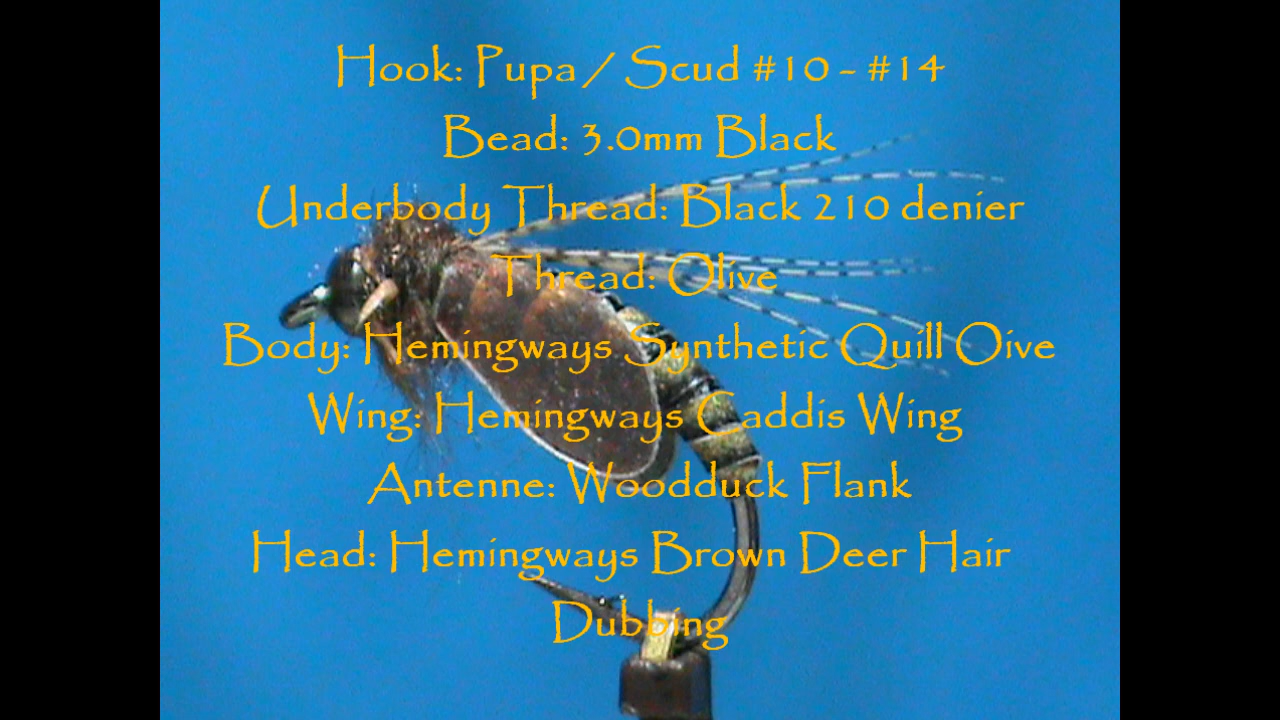 Hook: Pupa / Scud #10 - #14
Bead: 3.0mm Black
Underbody Thread: Black 210 denier
Thread: Olive
Body: Hemingways Synthetic Quill Oive
Wing: Hemingways Caddis Wing
Antenne: Woodduck Flank
Head: Hemingways Brown Deer Hair
Dubbing